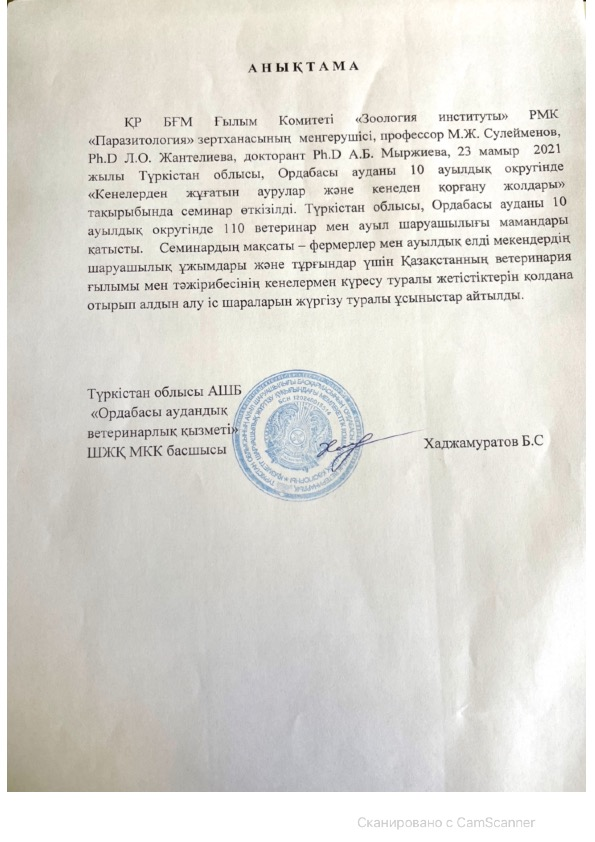 АНЫҚТАМА
ҚР БҒМ Ғылым Комитеті «Зоология институты» РМК
«Паразитология» зертханасының меңгерушісі, профессор М.Ж. Сулейменов,
Ph.D Л.О. Жантелиева, докторант Ph.D А.Б. Мыржиева, 23 мамыр 2021
жылы Түркістан облысы, Ордабасы ауданы 10 ауылдық округінде
«Кенелерден жұғатын аурулар және кенеден қорғану жолдары»
тақырыбында семинар өткізілді. Түркістан облысы, Ордабасы ауданы 10
ауылдық округінде 110 ветеринар мен ауыл шаруашылығы мамандары
қатысты. Семинардың мақсаты – фермерлер мен ауылдық елді мекендердің
шаруашылық ұжымдары және тұрғындар үшін Қазақстанның ветеринария
ғылымы мен тәжірибесінің кенелермен күресу туралы жетістіктерін қолдана
отырып алдын алу іс шараларын жүргізу туралы ұсыныстар айтылды.
Түркістан облысы АШБ
«Ордабасы аудандық
ветеринарлық қызметі»
ШЖҚ МКК басшысы Хаджамуратов Б.С
Сканировано с CamScanner